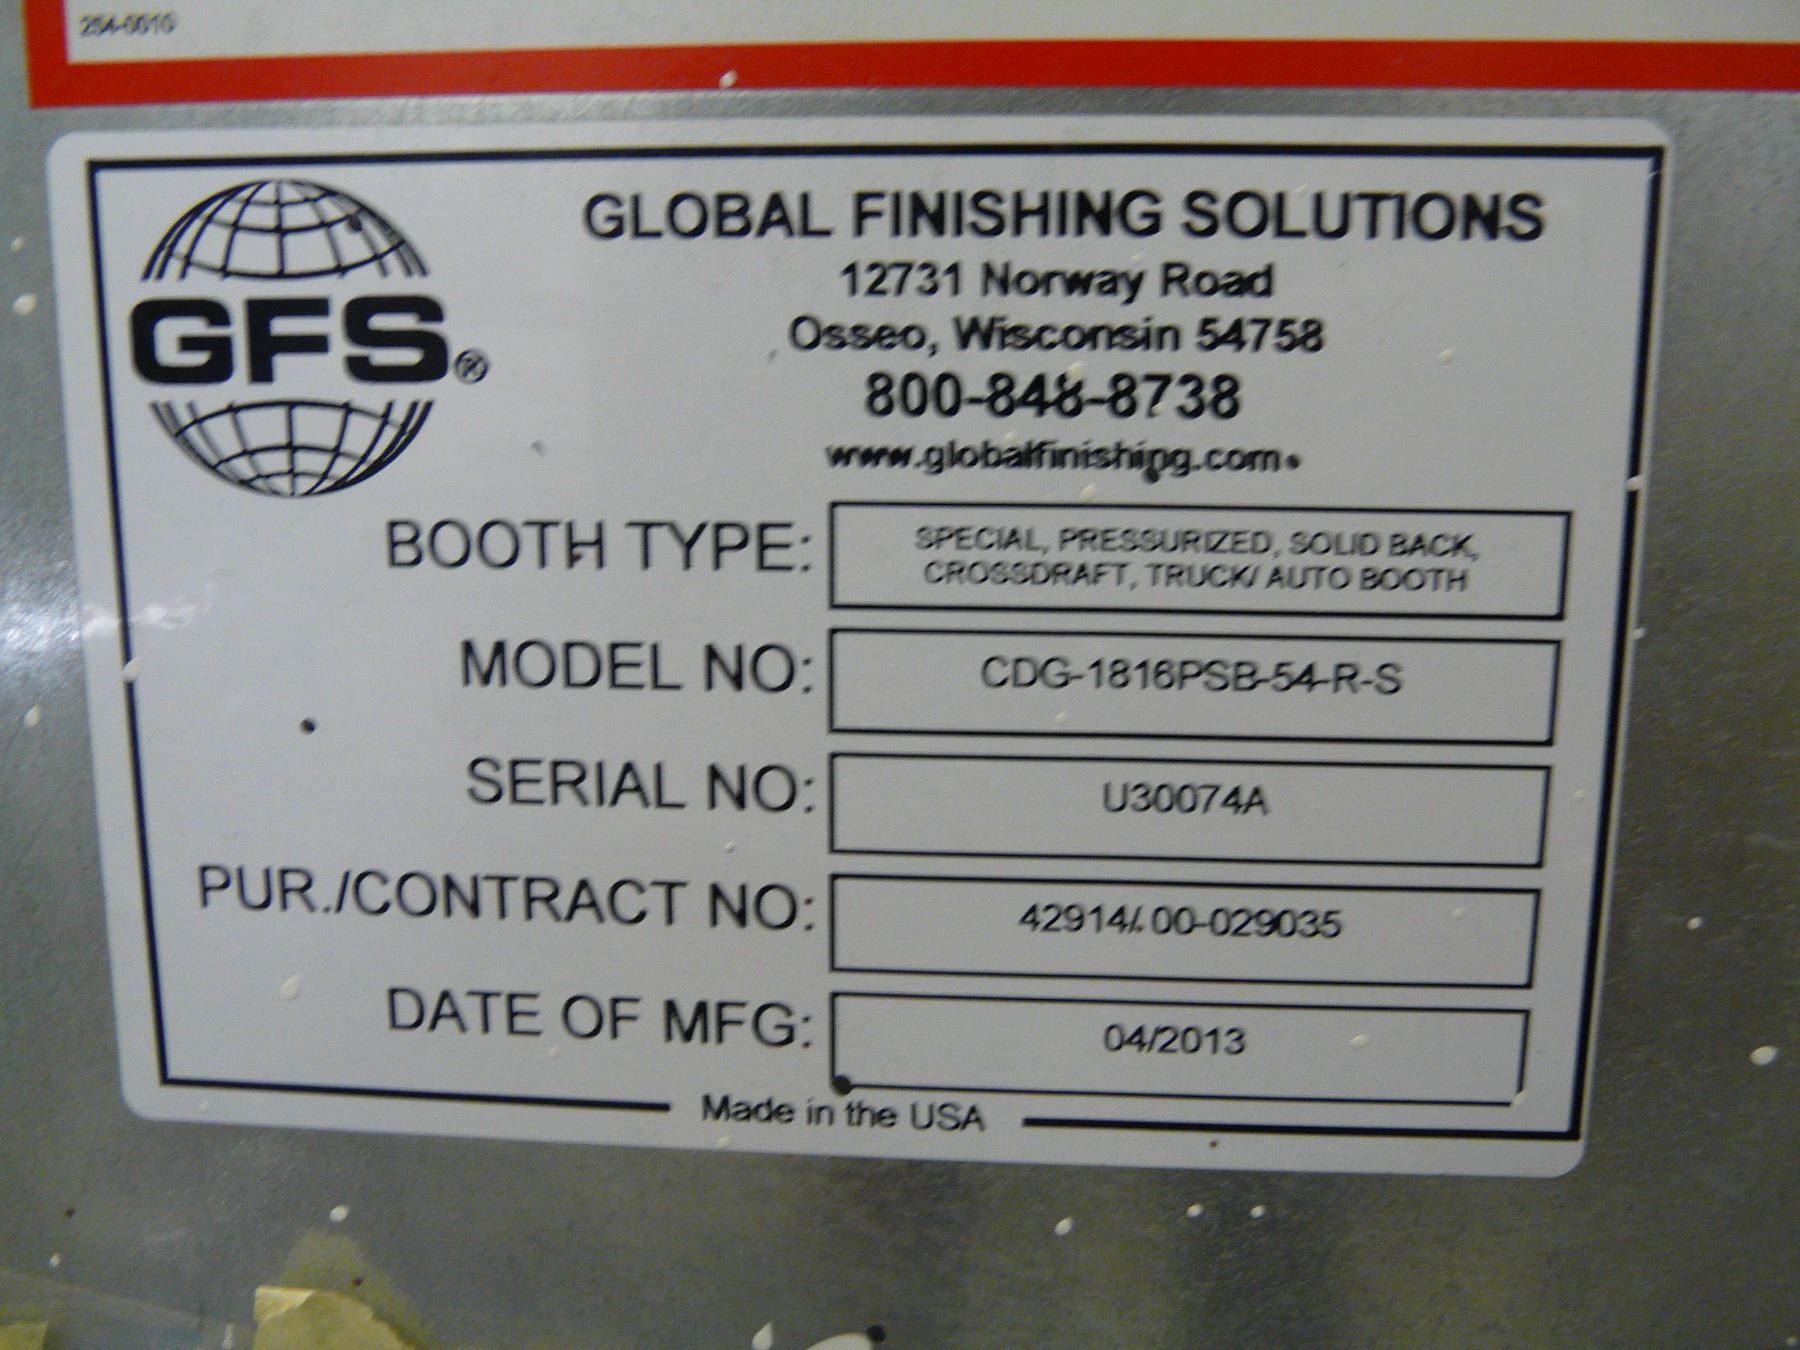 254-0010
GLOBAL FINISHING SOLUTIONS
12731 Norway Road
Osseo, Wisconsin 54758
800-848-8738
www.globalfinishing.com
GFS®
BOOTH TYPE: SPECIAL, PRESSURIZED, SOLID BACK,
CROSSDRAFT, TRUCK/ AUTO BOOTH
MODEL NO: CDG-1816PSB-54-R-S
SERIAL NO: U30074A
PUR./CONTRACT NO: 42914/ 00-029035
DATE OF MFG: 04/2013
Made in the USA